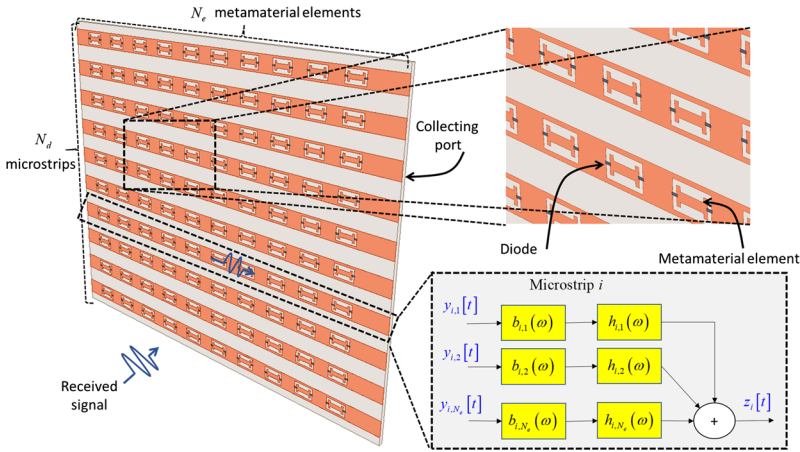 N_e metamaterial elements
N_d
microstrips
Collecting
port
Diode
Metamaterial element
Received
signal
Microstrip i
y_{i,1}[t]
b_{i,1}(ω)
h_{i,1}(ω)
y_{i,2}[t]
b_{i,2}(ω)
h_{i,2}(ω)
y_{i,N_e}[t]
b_{i,N_e}(ω)
h_{i,N_e}(ω)
+
z_i[t]